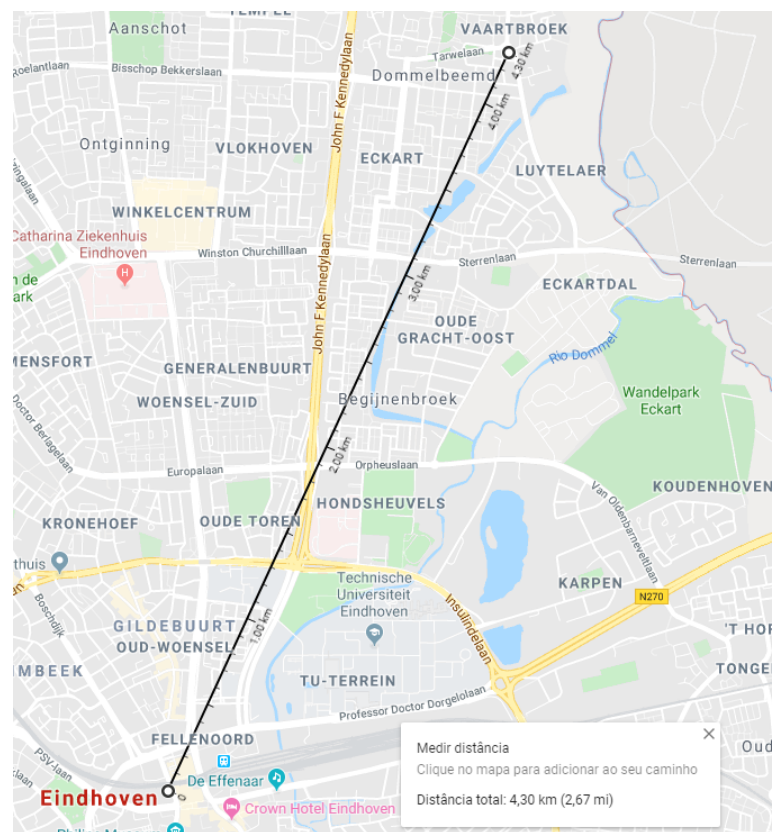 TEMPEL
Aanschot
VAARTBROEK
Tarwelaan
4.30 km
Roelantlaan
Bisschop Bekkerslaan
Dommelbeemd
John F Kennedylaan
4.00 km
Ontginning
VLOKHOVEN
ECKART
LUYTELAER
WINKELCENTRUM
Catharina Ziekenhuis
Eindhoven
H
Winston Churchilllaan
Sterrenlaan
Sterrenlaan
3.00 km
ECKARTDAL
OUDE
GRACHT-OOST
John F Kennedylaan
Rio Dommel
MENSFORT
GENERALENBUURT
WOENSEL-ZUID
Begijnenbroek
Wandelpark
Eckart
Doctor Berlagelaan
2.00 km
Europalaan
Orpheuslaan
KOUDENHOVEN
Van Oldenbarneveltlaan
HONDSHEUVELS
KRONEHOEF
OUDE TOREN
thuis
Technische
Universiteit
Eindhoven
KARPEN
N270
Boschdijk
Insulindelaan
1.00 km
GILDEBUURT
OUD-WOENSEL
TU-TERREIN
Professor Doctor Dorgelolaan
FELLENOORD
PSV-laan
De Effenaar
0
Eindhoven
Crown Hotel Eindhoven
Medir distância
Clique no mapa para adicionar ao seu caminho
Distância total: 4,30 km (2,67 mi)